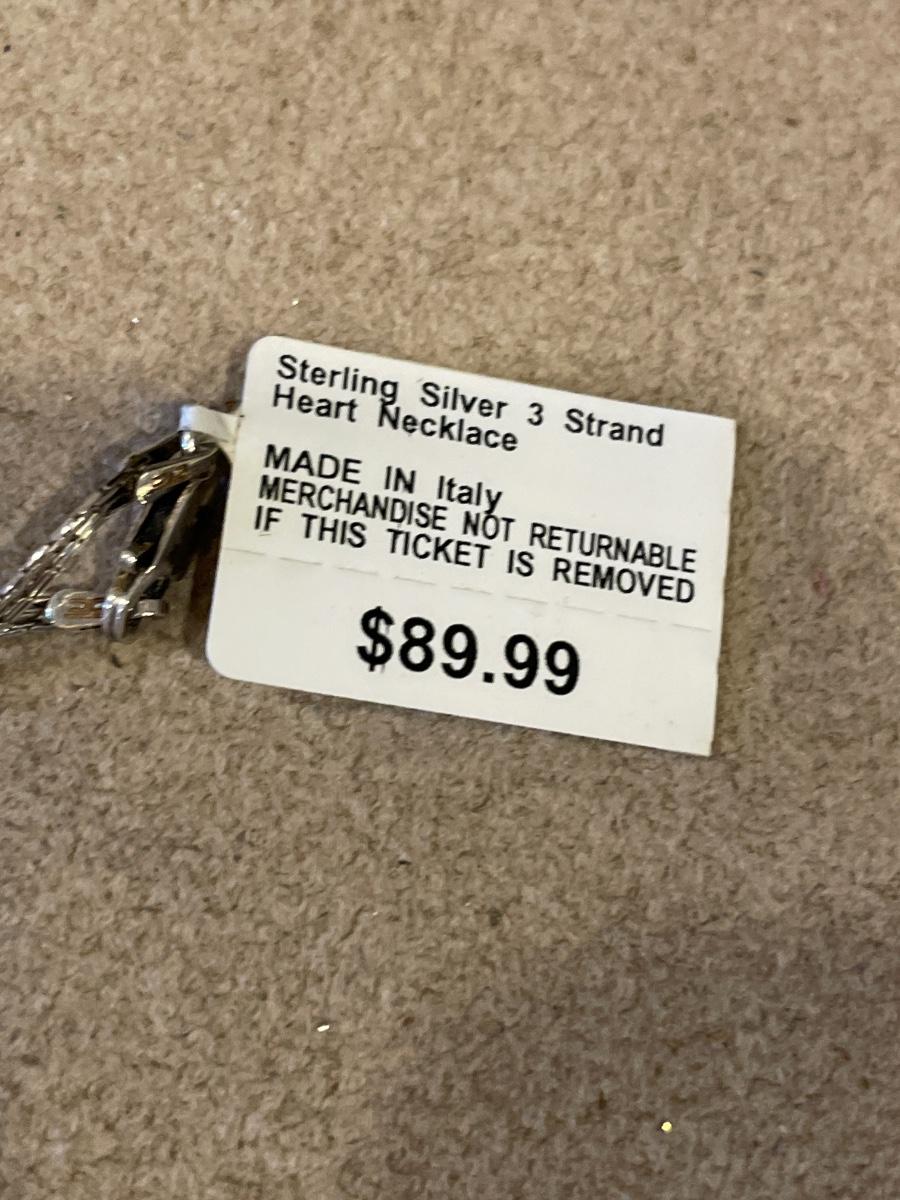 Sterling Silver 3 Strand
Heart Necklace
MADE IN Italy
MERCHANDISE NOT RETURNABLE
IF THIS TICKET IS REMOVED
$89.99